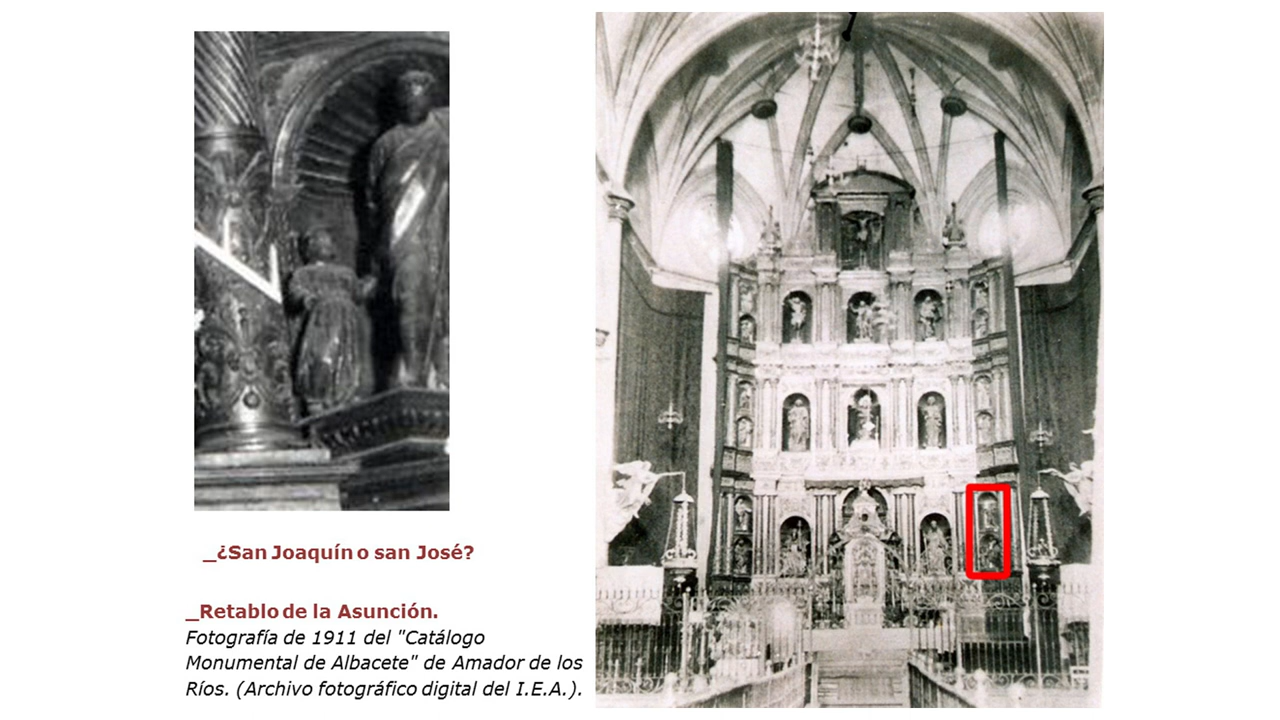 _¿San Joaquín o san José?
_Retablo de la Asunción.
Fotografía de 1911 del "Catálogo
Monumental de Albacete" de Amador de los
Ríos. (Archivo fotográfico digital del I.E.A.).